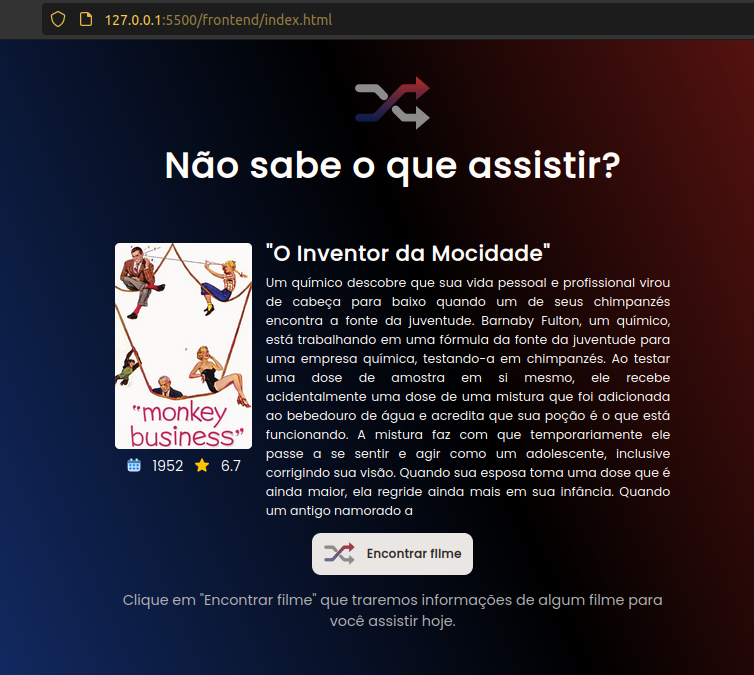 127.0.0.1:5500/frontend/index.html
Não sabe o que assistir?
"O Inventor da Mocidade"
Um químico descobre que sua vida pessoal e profissional virou
de cabeça para baixo quando um de seus chimpanzés
encontra a fonte da juventude. Barnaby Fulton, um químico,
está trabalhando em uma fórmula da fonte da juventude para
uma empresa química, testando-a em chimpanzés. Ao testar
uma dose de amostra em si mesmo, ele recebe
acidentalmente uma dose de uma mistura que foi adicionada
ao bebedouro de água e acredita que sua poção é o que está
funcionando. A mistura faz com que temporariamente ele
passe a se sentir e agir como um adolescente, inclusive
corrigindo sua visão. Quando sua esposa toma uma dose que é
ainda maior, ela regride ainda mais em sua infância. Quando
um antigo namorado a
"monkey
business"
1952 6.7
Encontrar filme
Clique em "Encontrar filme" que traremos informações de algum filme para
você assistir hoje.